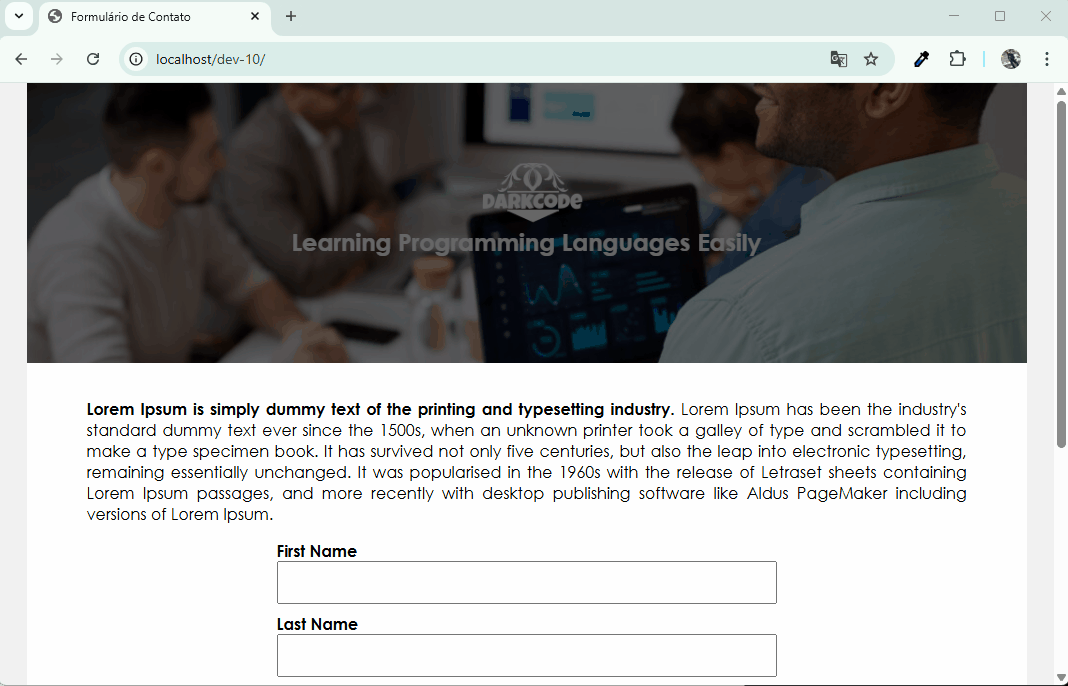 Formulário de Contato
localhost/dev-10/
DARKCODE
Learning Programming Languages Easily
Lorem Ipsum is simply dummy text of the printing and typesetting industry. Lorem Ipsum has been the industry's
standard dummy text ever since the 1500s, when an unknown printer took a galley of type and scrambled it to
make a type specimen book. It has survived not only five centuries, but also the leap into electronic typesetting,
remaining essentially unchanged. It was popularised in the 1960s with the release of Letraset sheets containing
Lorem Ipsum passages, and more recently with desktop publishing software like Aldus PageMaker including
versions of Lorem Ipsum.
First Name
Last Name